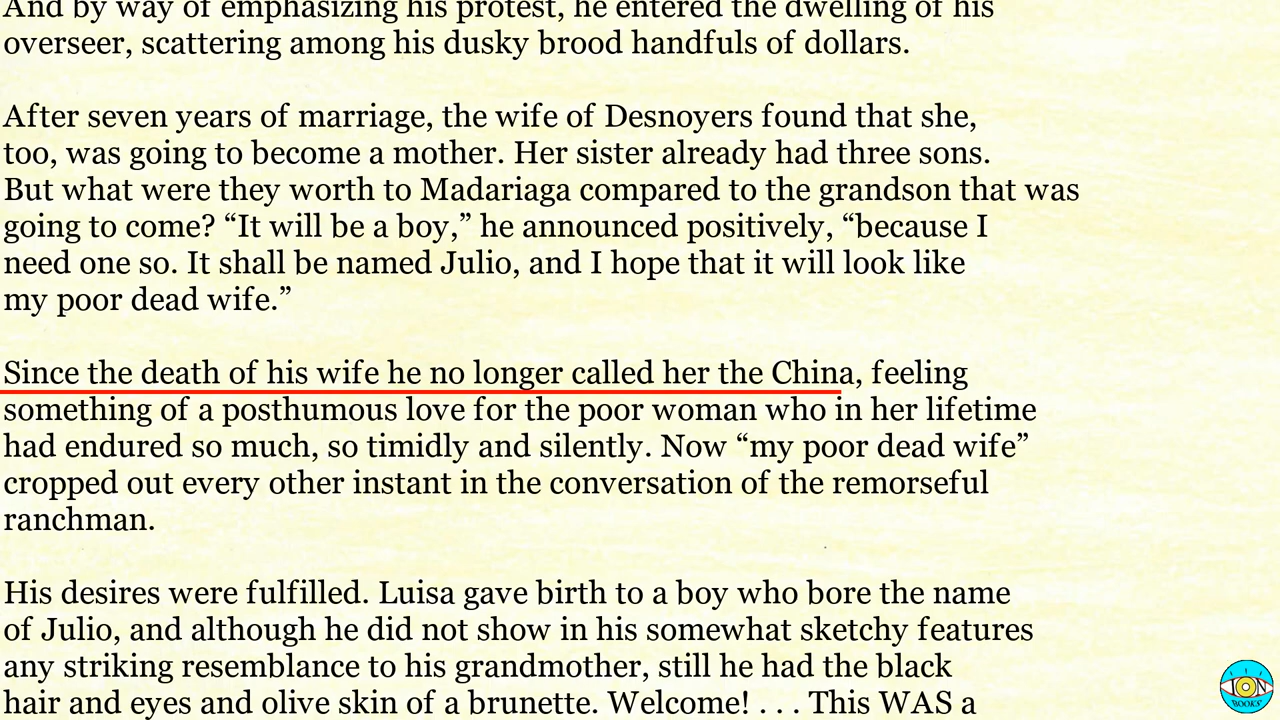 And by way of emphasizing his protest, he entered the dwelling of his
overseer, scattering among his dusky brood handfuls of dollars.
After seven years of marriage, the wife of Desnoyers found that she,
too, was going to become a mother. Her sister already had three sons.
But what were they worth to Madariaga compared to the grandson that was
going to come? “It will be a boy,” he announced positively, “because I
need one so. It shall be named Julio, and I hope that it will look like
my poor dead wife.”
Since the death of his wife he no longer called her the China, feeling
something of a posthumous love for the poor woman who in her lifetime
had endured so much, so timidly and silently. Now “my poor dead wife”
cropped out every other instant in the conversation of the remorseful
ranchman.
His desires were fulfilled. Luisa gave birth to a boy who bore the name
of Julio, and although he did not show in his somewhat sketchy features
any striking resemblance to his grandmother, still he had the black
hair and eyes and olive skin of a brunette. Welcome! . . . This WAS a
ION
BOOKS